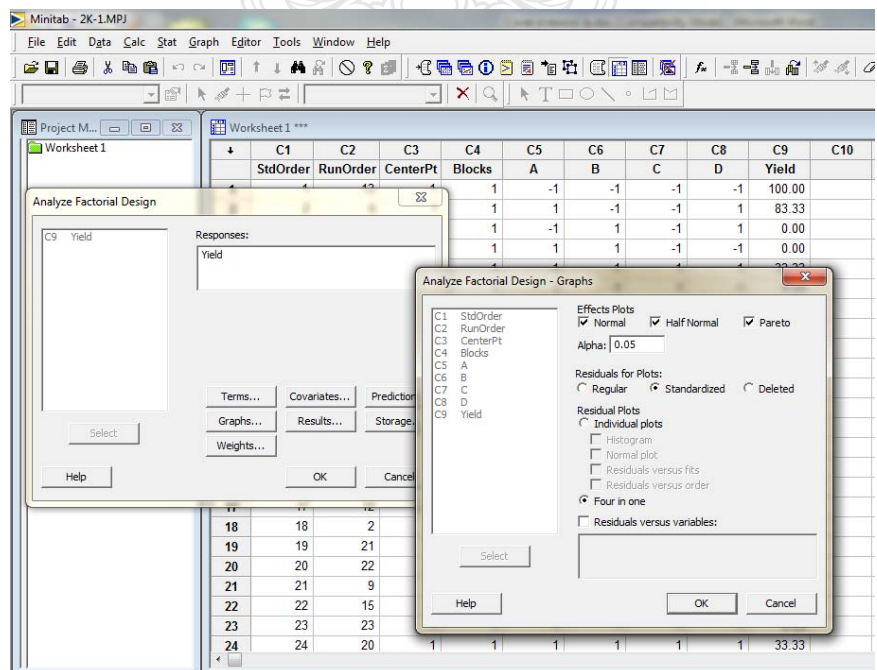 Minitab - 2K-1.MPJ
File Edit Data Calc Stat Graph Editor Tools Window Help
Project M...
Worksheet 1 ***
Worksheet 1
C1 C2 C3 C4 C5 C6 C7 C8 C9 C10
StdOrder RunOrder CenterPt Blocks A B C D Yield
1 -1 -1 -1 -1 100.00
1 1 -1 -1 1 83.33
1 -1 1 -1 1 0.00
1 1 1 -1 -1 0.00
Analyze Factorial Design
C9 Yield
Responses:
Yield
Terms... Covariates... Prediction
Graphs... Results... Storage.
Weights...
Select
Help
OK
Cancel
Analyze Factorial Design - Graphs
C1 StdOrder
C2 RunOrder
C3 CenterPt
C4 Blocks
C5 A
C6 B
C7 C
C8 D
C9 Yield
Effects Plots
Normal Half Normal Pareto
Alpha: 0.05
Residuals for Plots:
Regular Standardized Deleted
Residual Plots
Individual plots
Histogram
Normal plot
Residuals versus fits
Residuals versus order
Four in one
Residuals versus variables:
Select
Help
OK
Cancel
18 18 2
19 19 21
20 20 22
21 21 9
22 22 15
23 23 23
24 24 20 1 1 1 1 1 1 33.33